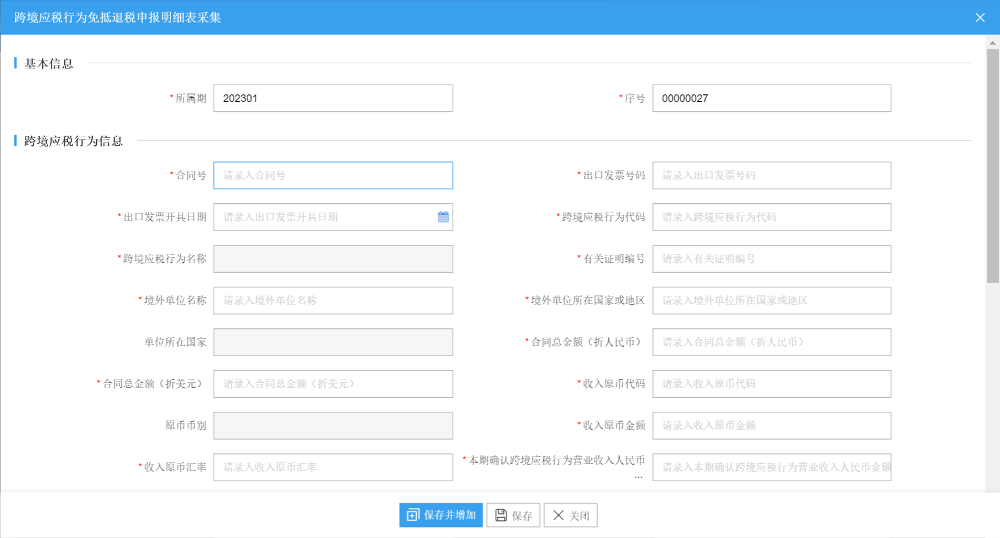 跨境应税行为免抵退税申报明细表采集
基本信息
*所属期 202301 *序号 00000027
跨境应税行为信息
*合同号 请录入合同号 *出口发票号码 请录入出口发票号码
*出口发票开具日期 请录入出口发票开具日期 *跨境应税行为代码 请录入跨境应税行为代码
*跨境应税行为名称 *有关证明编号 请录入有关证明编号
*境外单位名称 请录入境外单位名称 *境外单位所在国家或地区 请录入境外单位所在国家或地区
单位所在国家 *合同总金额（折人民币） 请录入合同总金额（折人民币）
*合同总金额（折美元） 请录入合同总金额（折美元） *收入原币代码 请录入收入原币代码
原币币别 *收入原币金额 请录入收入原币金额
*收入原币汇率 请录入收入原币汇率 *本期确认跨境应税行为营业收入人民币... 请录入本期确认跨境应税行为营业收入人民币金额
保存并增加 保存 关闭